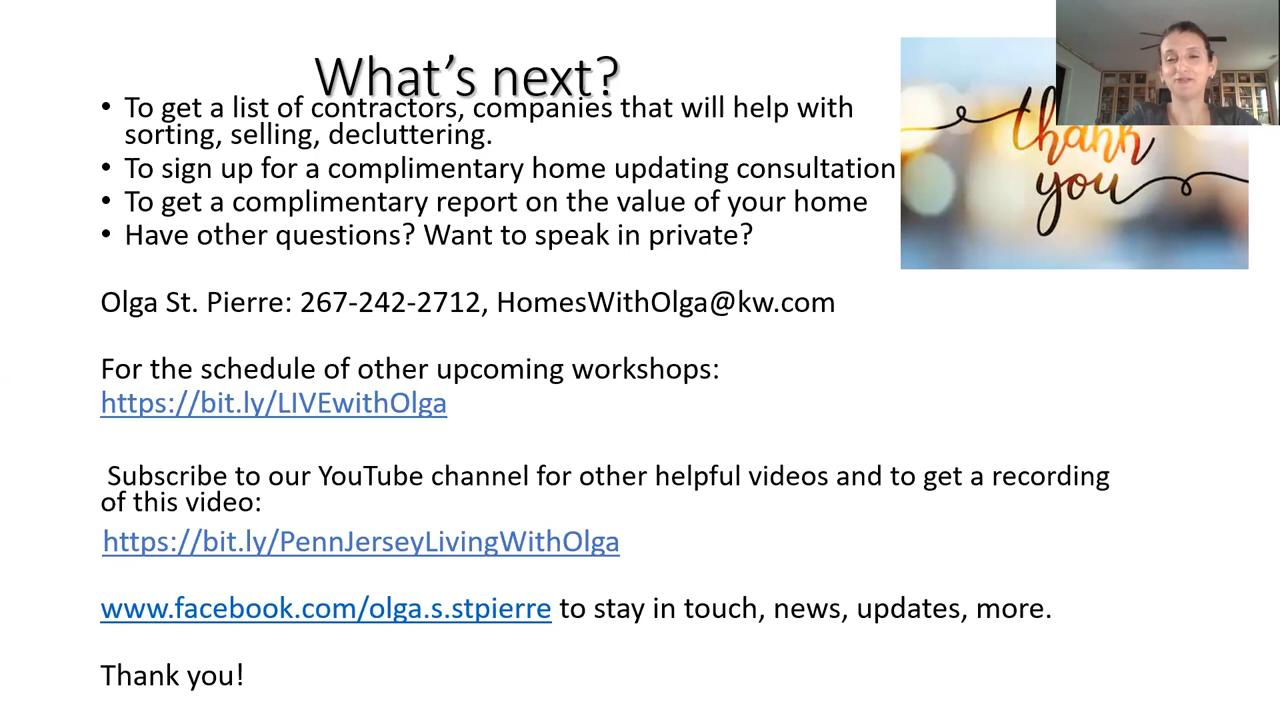 What's next?
• To get a list of contractors, companies that will help with
sorting, selling, decluttering.
• To sign up for a complimentary home updating consultation
• To get a complimentary report on the value of your home
• Have other questions? Want to speak in private?
Olga St. Pierre: 267-242-2712, HomesWithOlga@kw.com
For the schedule of other upcoming workshops:
https://bit.ly/LIVEwithOlga
Subscribe to our YouTube channel for other helpful videos and to get a recording
of this video:
https://bit.ly/PennJerseyLivingWithOlga
www.facebook.com/olga.s.stpierre to stay in touch, news, updates, more.
Thank you!
thank
you